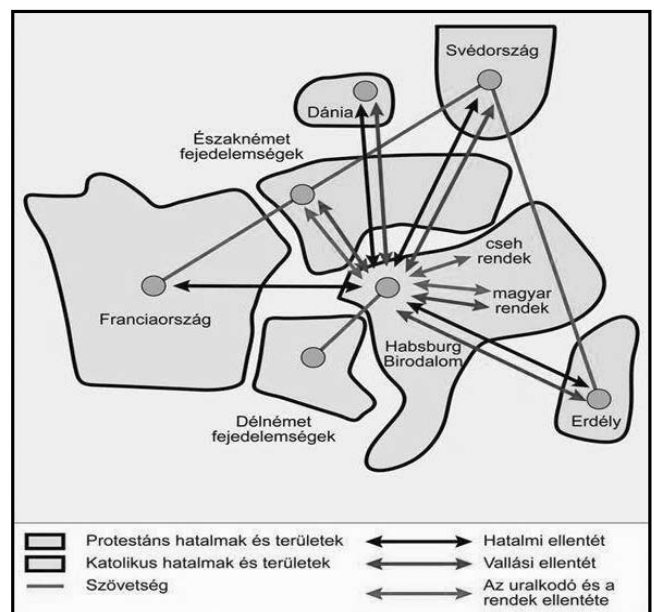 Svédország
Dánia
Északnémet
fejedelemségek
cseh
rendek
magyar
rendek
Franciaország
Habsburg
Birodalom
Délnémet
fejedelemségek
Erdély
Protestáns hatalmak és területek
Katolikus hatalmak és területek
Szövetség
Hatalmi ellentét
Vallási ellentét
Az uralkodó és a
rendek ellentéte